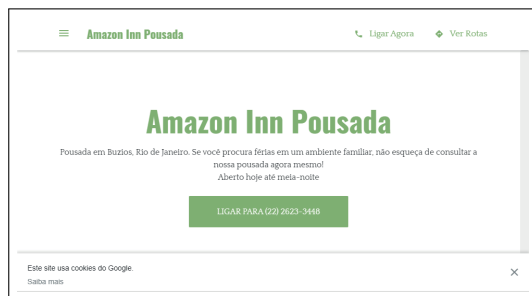 Amazon Inn Pousada
Ligar Agora
Ver Rotas
Amazon Inn Pousada
Pousada em Buzios, Rio de Janeiro. Se você procura férias em um ambiente familiar, não esqueça de consultar a
nossa pousada agora mesmo!
Aberto hoje até meia-noite
LIGAR PARA (22) 2623-3448
Este site usa cookies do Google.
Saiba mais